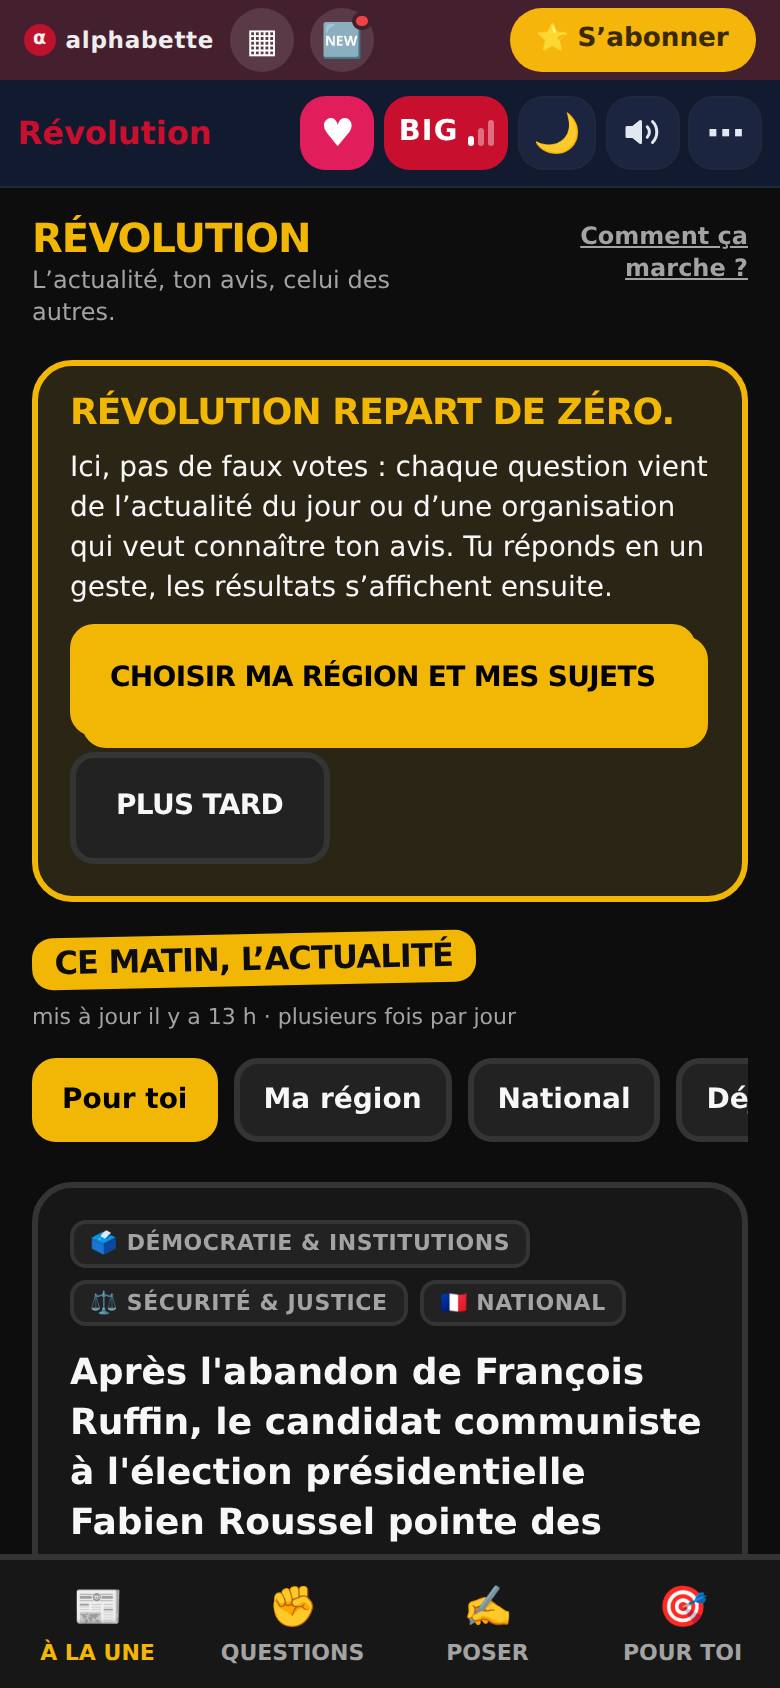 α alphabette NEW ⭐ S’abonner
Révolution ♥ BIG 🌙 ...
RÉVOLUTION
L’actualité, ton avis, celui des
autres.
Comment ça
marche ?
RÉVOLUTION REPART DE ZÉRO.
Ici, pas de faux votes : chaque question vient
de l’actualité du jour ou d’une organisation
qui veut connaître ton avis. Tu réponds en un
geste, les résultats s’affichent ensuite.
CHOISIR MA RÉGION ET MES SUJETS
PLUS TARD
CE MATIN, L’ACTUALITÉ
mis à jour il y a 13 h · plusieurs fois par jour
Pour toi Ma région National
🗳️ DÉMOCRATIE & INSTITUTIONS
⚖️ SÉCURITÉ & JUSTICE 🇫🇷 NATIONAL
Après l'abandon de François
Ruffin, le candidat communiste
à l'élection présidentielle
Fabien Roussel pointe des
À LA UNE QUESTIONS POSER POUR TOI